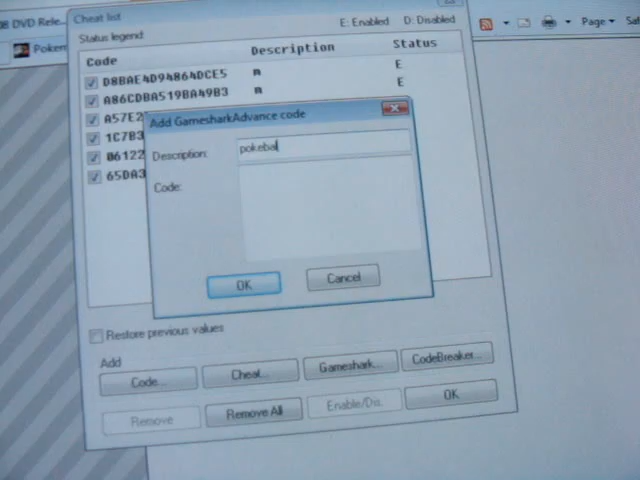 08 DVD Rele...
Pokem
Page
Cheat list
Status legend:
E: Enabled D: Disabled
Code Description Status
D8BAE4D94864DCE5 m E
A86CDBA519BA49B3 m E
A57E2
1C7B3
06122
65DA3
Add GamesharkAdvance code
Description: pokebal
Code:
OK Cancel
Restore previous values
Add
Code... Cheat... Gameshark... CodeBreaker...
Remove Remove All Enable/Dis. OK